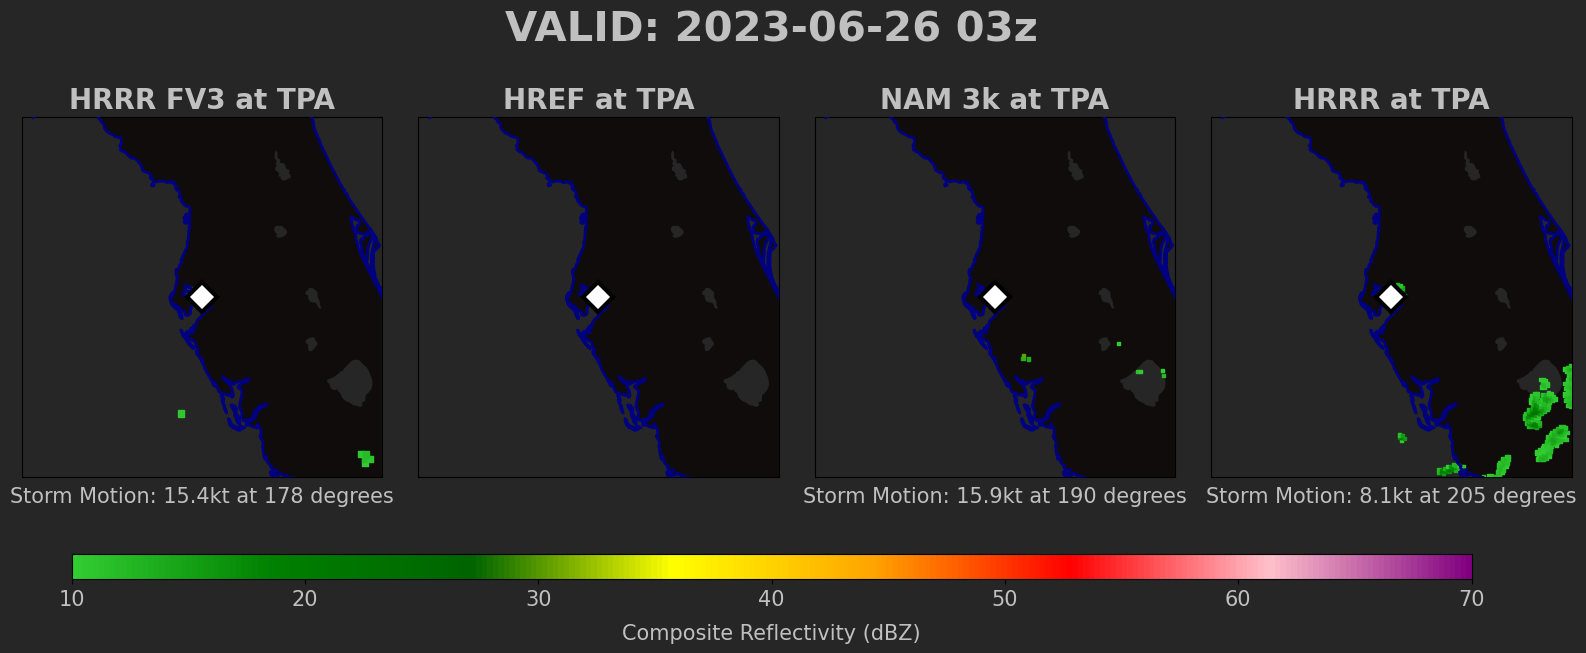 VALID: 2023-06-26 03z
HRRR FV3 at TPA
HREF at TPA
NAM 3k at TPA
HRRR at TPA
Storm Motion: 15.4kt at 178 degrees
Storm Motion: 15.9kt at 190 degrees
Storm Motion: 8.1kt at 205 degrees
10 20 30 40 50 60 70
Composite Reflectivity (dBZ)